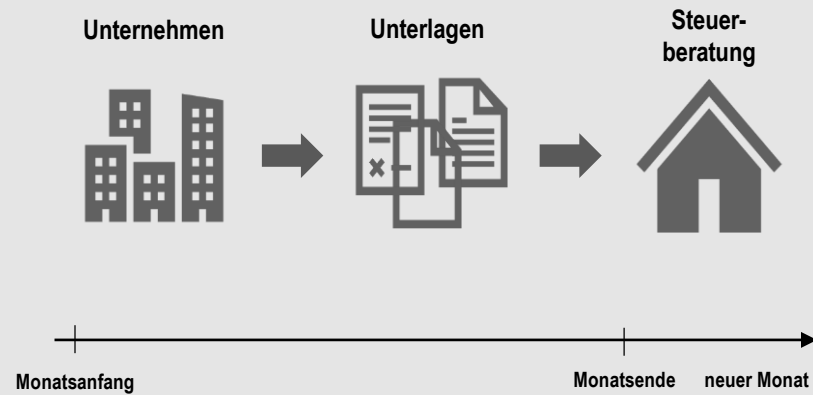 Unternehmen
Unterlagen
Steuer-
beratung
Monatsanfang
Monatsende
neuer Monat